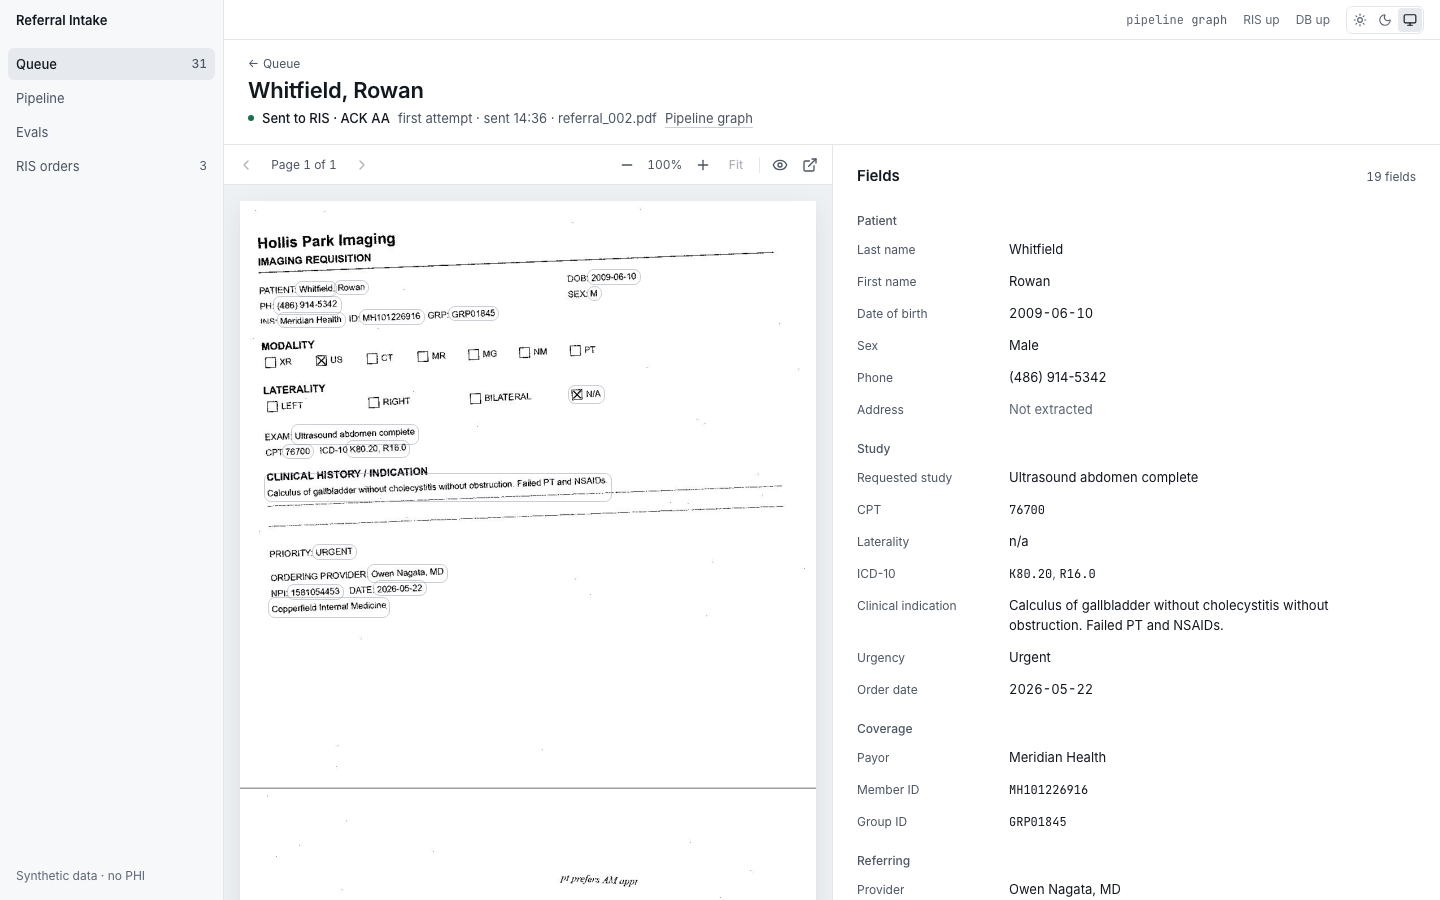 Referral Intake
pipeline graph RIS up DB up
Queue 31
Pipeline
Evals
RIS orders 3
← Queue
Whitfield, Rowan
Sent to RIS · ACK AA first attempt · sent 14:36 · referral_002.pdf Pipeline graph
Page 1 of 1 100% Fit
Hollis Park Imaging
IMAGING REQUISITION
PATIENT: Whitfield, Rowan DOB: 2009-06-10
PH: (486) 914-5342 SEX: M
INS: Meridian Health ID: MH101226916 GRP: GRP01845
MODALITY
XR US CT MR MG NM PT
LATERALITY
LEFT RIGHT BILATERAL N/A
EXAM: Ultrasound abdomen complete
CPT 76700 ICD-10 K80.20, R16.0
CLINICAL HISTORY / INDICATION
Calculus of gallbladder without cholecystitis without obstruction. Failed PT and NSAIDs.
PRIORITY: URGENT
ORDERING PROVIDER: Owen Nagata, MD
NPI: 1581054453 DATE: 2026-05-22
Copperfield Internal Medicine
pt prefers AM appt
Fields 19 fields
Patient
Last name Whitfield
First name Rowan
Date of birth 2009-06-10
Sex Male
Phone (486) 914-5342
Address Not extracted
Study
Requested study Ultrasound abdomen complete
CPT 76700
Laterality n/a
ICD-10 K80.20, R16.0
Clinical indication Calculus of gallbladder without cholecystitis without
obstruction. Failed PT and NSAIDs.
Urgency Urgent
Order date 2026-05-22
Coverage
Payor Meridian Health
Member ID MH101226916
Group ID GRP01845
Referring
Provider Owen Nagata, MD
Synthetic data · no PHI